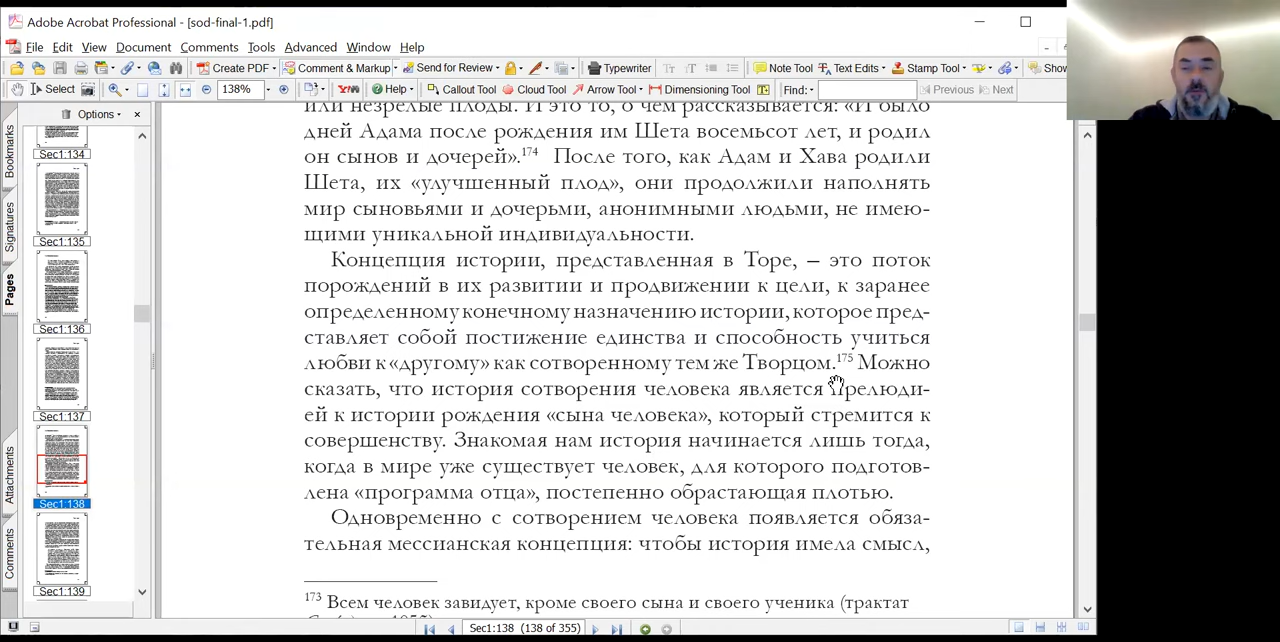 Adobe Acrobat Professional - [sod-final-1.pdf]
File Edit View Document Comments Tools Advanced Window Help
Create PDF Comment & Markup Send for Review Typewriter Note Tool Text Edits Stamp Tool Show
Select 138% Y! Help Callout Tool Cloud Tool Arrow Tool Dimensioning Tool Find: Previous Next
Options
Bookmarks
Signatures
Pages
Attachments
Comments
Sec1:134
Sec1:135
Sec1:136
Sec1:137
Sec1:138
Sec1:139
или незрелые плоды. И это то, о чем рассказывается: «И было
дней Адама после рождения им Шета восемьсот лет, и родил
он сынов и дочерей».174 После того, как Адам и Хава родили
Шета, их «улучшенный плод», они продолжили наполнять
мир сыновьями и дочерьми, анонимными людьми, не имею-
щими уникальной индивидуальности.
Концепция истории, представленная в Торе, – это поток
порождений в их развитии и продвижении к цели, к заранее
определенному конечному назначению истории, которое пред-
ставляет собой постижение единства и способность учиться
любви к «другому» как сотворенному тем же Творцом.175 Можно
сказать, что история сотворения человека является прелюди-
ей к истории рождения «сына человека», который стремится к
совершенству. Знакомая нам история начинается лишь тогда,
когда в мире уже существует человек, для которого подготов-
лена «программа отца», постепенно обрастающая плотью.
Одновременно с сотворением человека появляется обяза-
тельная мессианская концепция: чтобы история имела смысл,
173 Всем человек завидует, кроме своего сына и своего ученика (трактат
Sec1:138 (138 of 355)